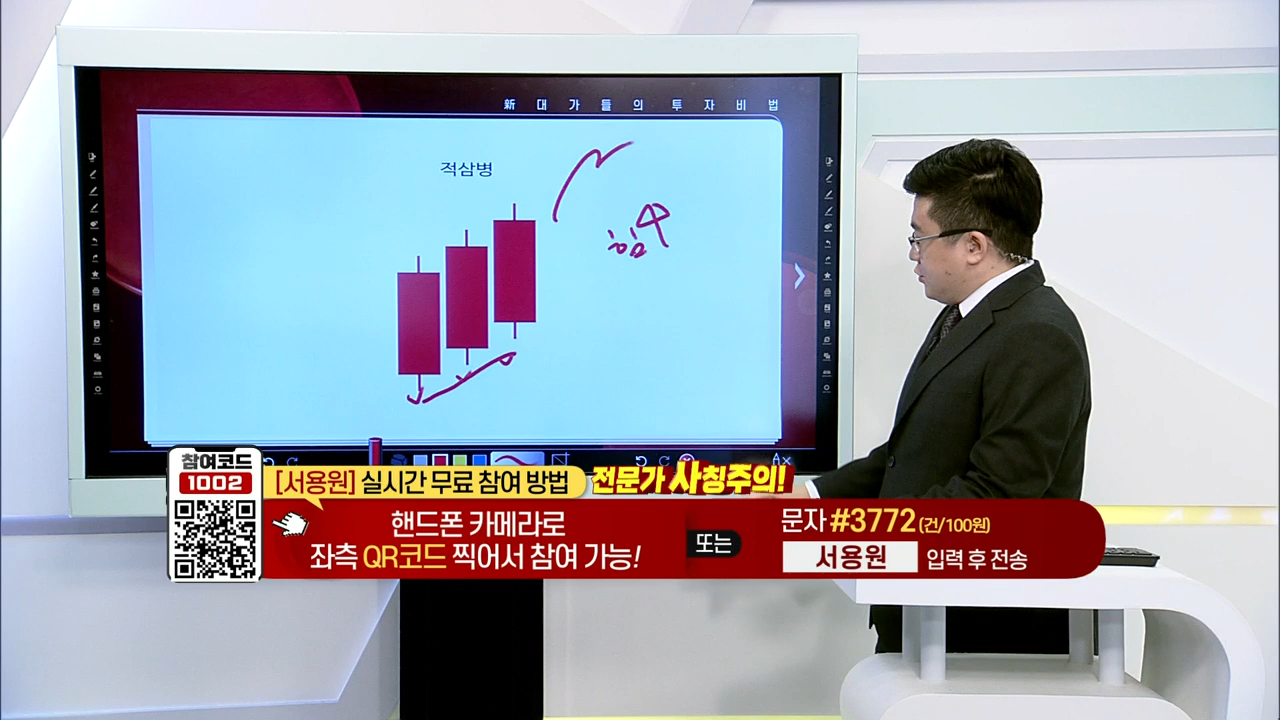 新대가들의투자비법
적삼병
힘
참여코드
1002
[서용원] 실시간 무료 참여 방법
전문가 사칭주의!
핸드폰 카메라로
좌측 QR코드 찍어서 참여 가능!
또는
문자 #3772 (건/100원)
서용원 입력 후 전송